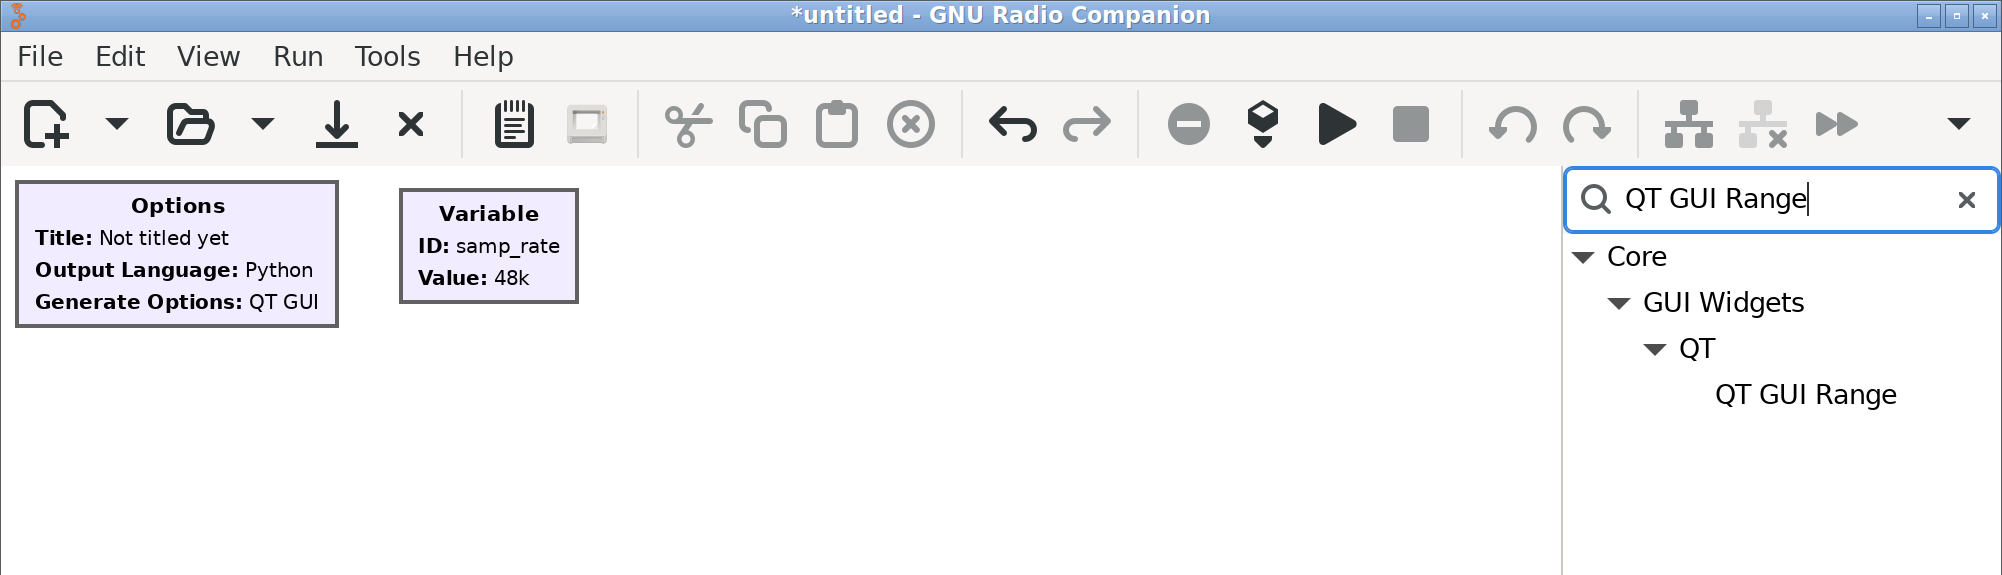 *untitled - GNU Radio Companion
File Edit View Run Tools Help
Options
Title: Not titled yet
Output Language: Python
Generate Options: QT GUI
Variable
ID: samp_rate
Value: 48k
QT GUI Range
Core
GUI Widgets
QT
QT GUI Range